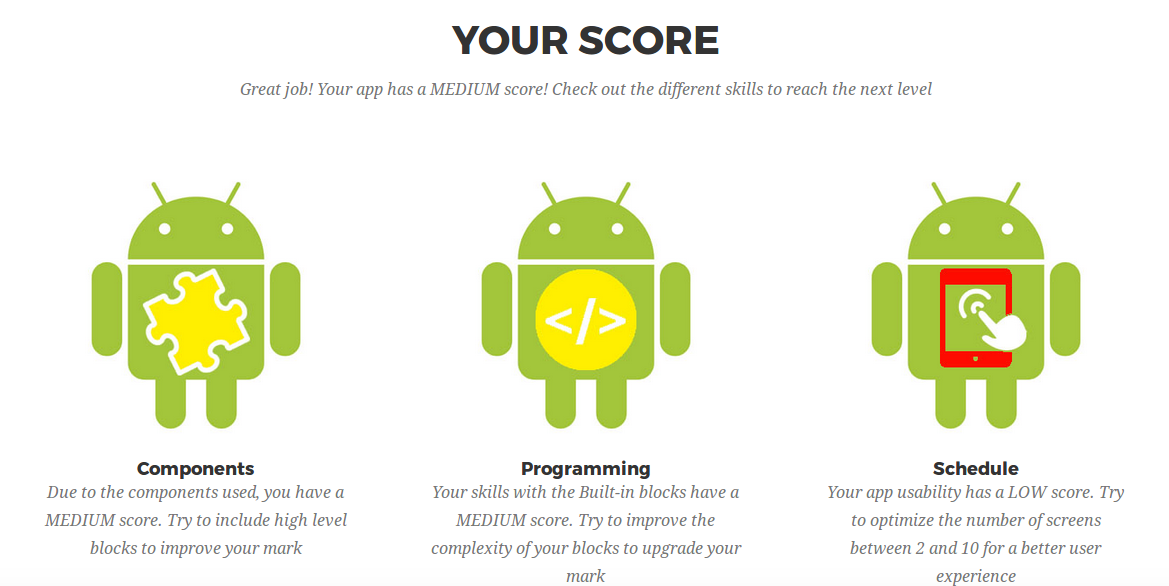 YOUR SCORE
Great job! Your app has a MEDIUM score! Check out the different skills to reach the next level
</>
Components
Due to the components used, you have a
MEDIUM score. Try to include high level
blocks to improve your mark
Programming
Your skills with the Built-in blocks have a
MEDIUM score. Try to improve the
complexity of your blocks to upgrade your
mark
Schedule
Your app usability has a LOW score. Try
to optimize the number of screens
between 2 and 10 for a better user
experience